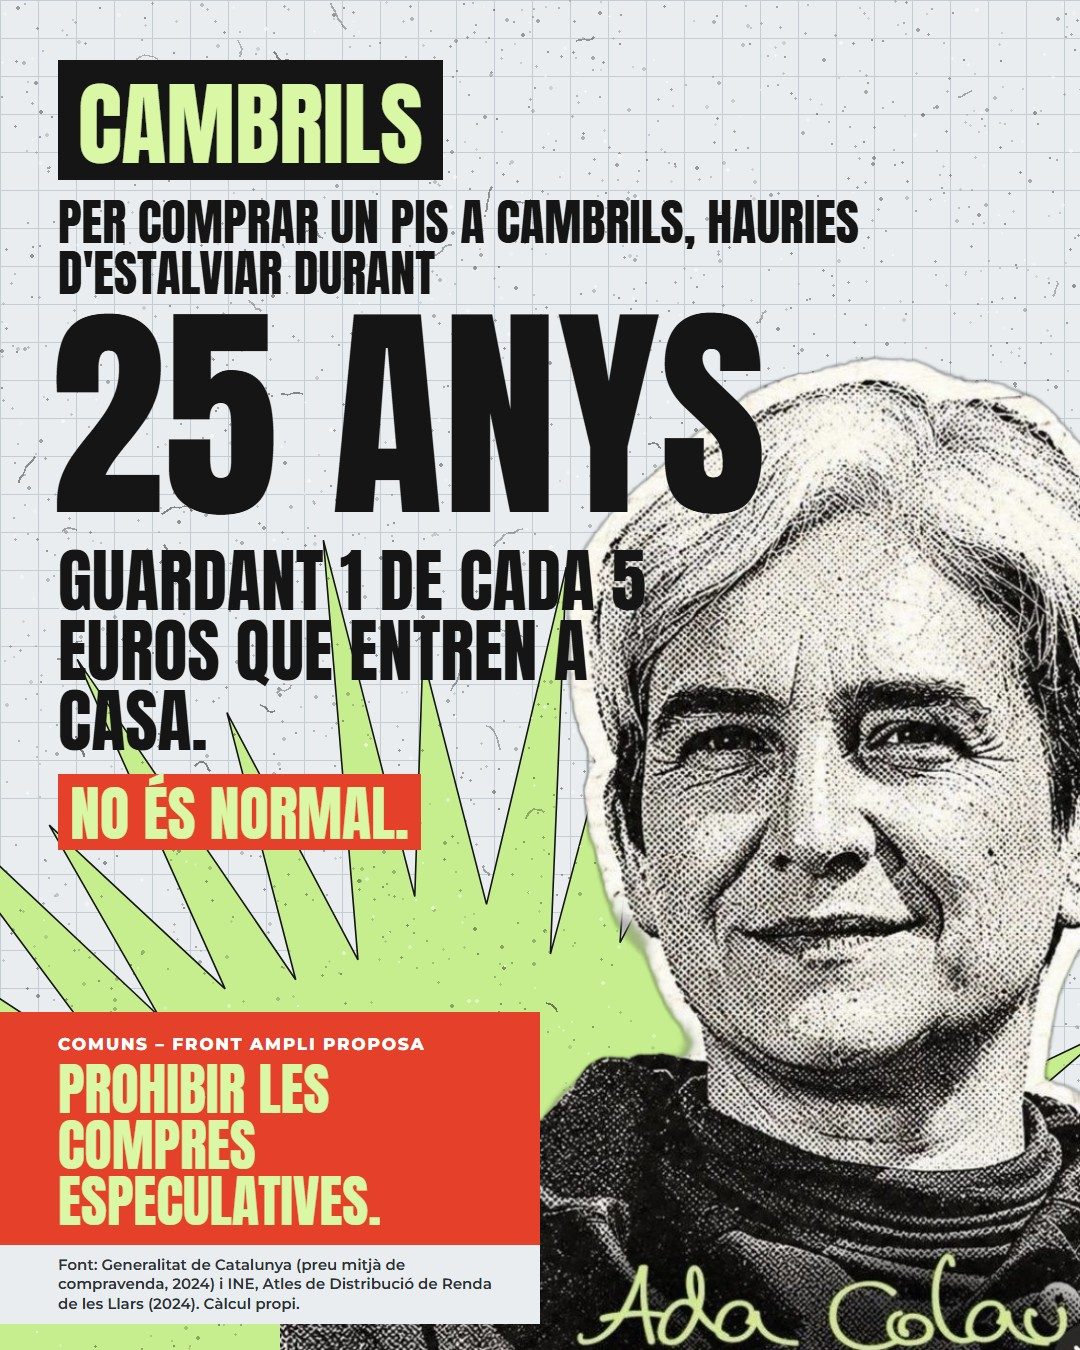 CAMBRILS
PER COMPRAR UN PIS A CAMBRILS, HAURIES
D'ESTALVIAR DURANT
25 ANYS
GUARDANT 1 DE CADA 5
EUROS QUE ENTREN A
CASA.
NO ÉS NORMAL.
COMUNS – FRONT AMPLI PROPOSA
PROHIBIR LES
COMPRES
ESPECULATIVES.
Font: Generalitat de Catalunya (preu mitjà de
compravenda, 2024) i INE, Atles de Distribució de Renda
de les Llars (2024). Càlcul propi.
Ada Colau